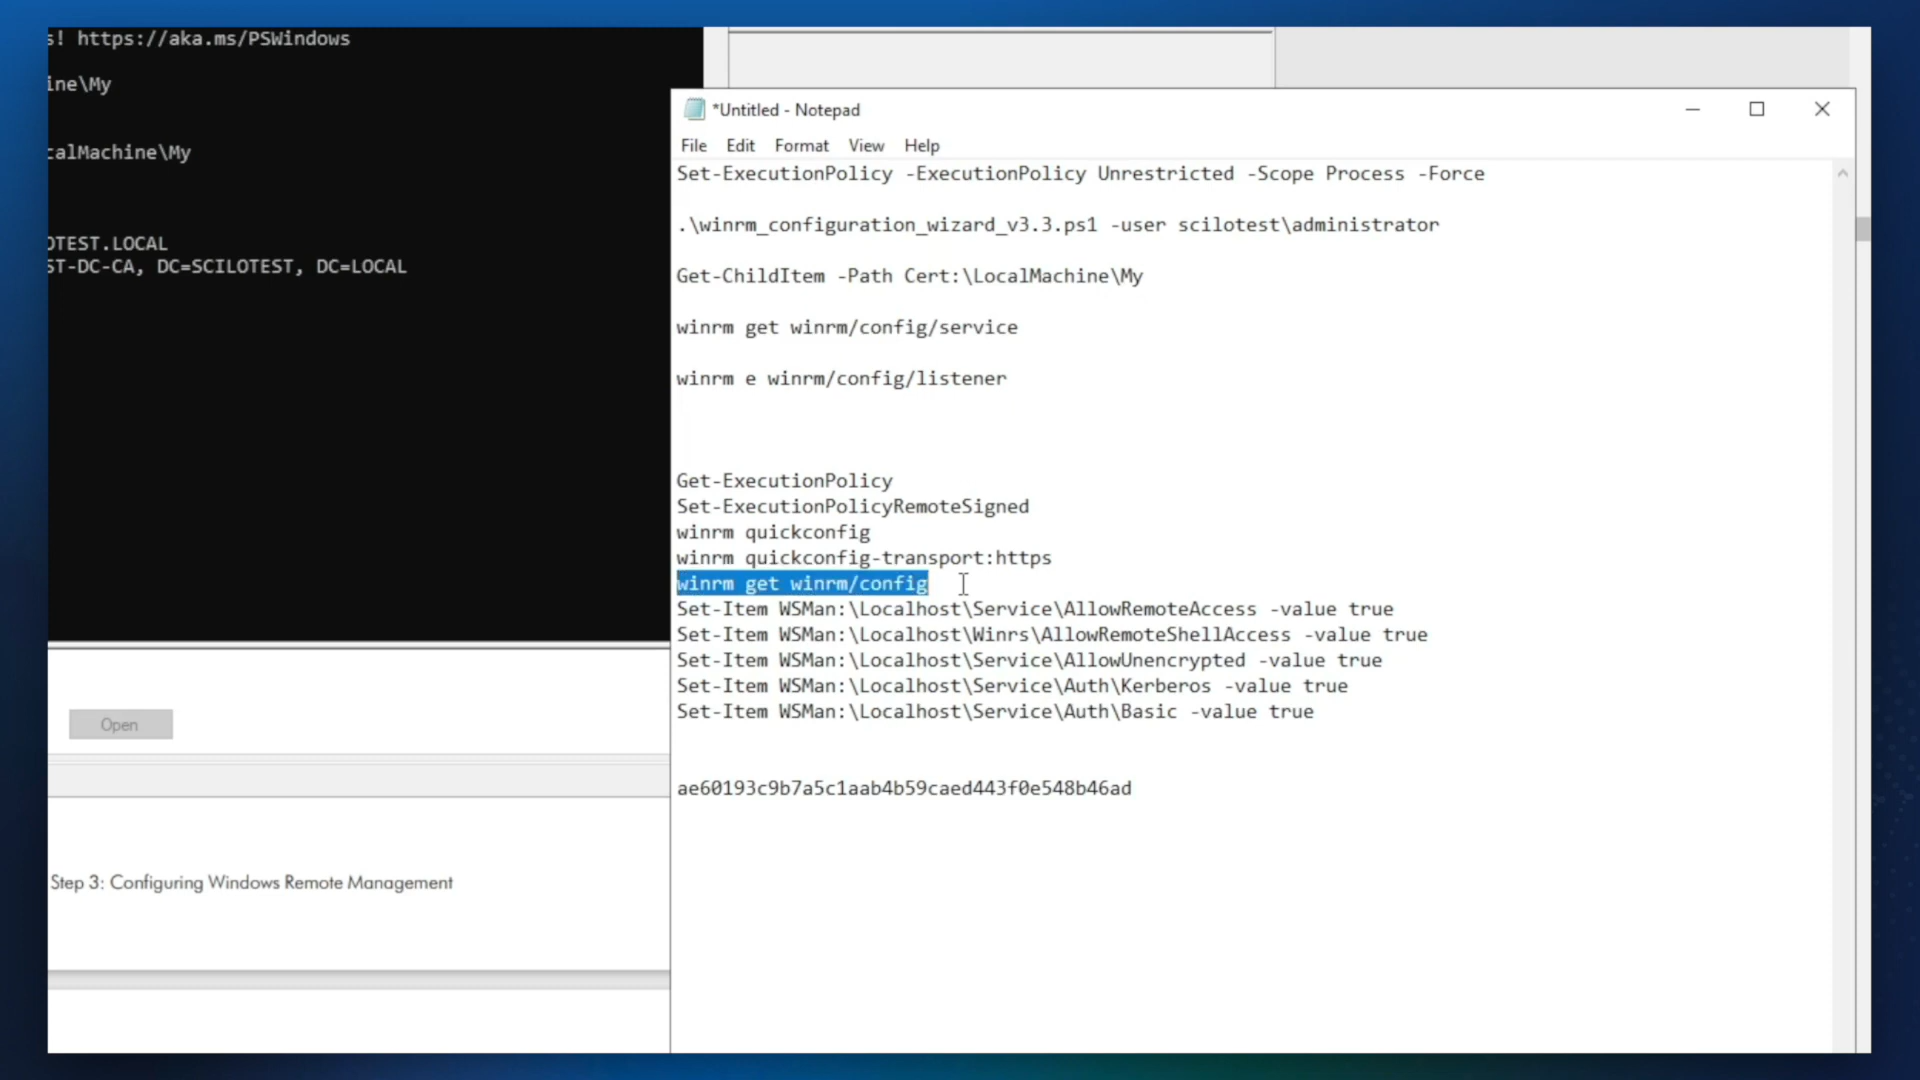 s! https://aka.ms/PSWindows
ine\My
calMachine\My
OTEST.LOCAL
ST-DC-CA, DC=SCILOTEST, DC=LOCAL
Open
Step 3: Configuring Windows Remote Management
*Untitled - Notepad
File Edit Format View Help
Set-ExecutionPolicy -ExecutionPolicy Unrestricted -Scope Process -Force
.\winrm_configuration_wizard_v3.3.ps1 -user scilotest\administrator
Get-ChildItem -Path Cert:\LocalMachine\My
winrm get winrm/config/service
winrm e winrm/config/listener
Get-ExecutionPolicy
Set-ExecutionPolicyRemoteSigned
winrm quickconfig
winrm quickconfig-transport:https
winrm get winrm/config
Set-Item WSMan:\Localhost\Service\AllowRemoteAccess -value true
Set-Item WSMan:\Localhost\Winrs\AllowRemoteShellAccess -value true
Set-Item WSMan:\Localhost\Service\AllowUnencrypted -value true
Set-Item WSMan:\Localhost\Service\Auth\Kerberos -value true
Set-Item WSMan:\Localhost\Service\Auth\Basic -value true
ae60193c9b7a5c1aab4b59caed443f0e548b46ad